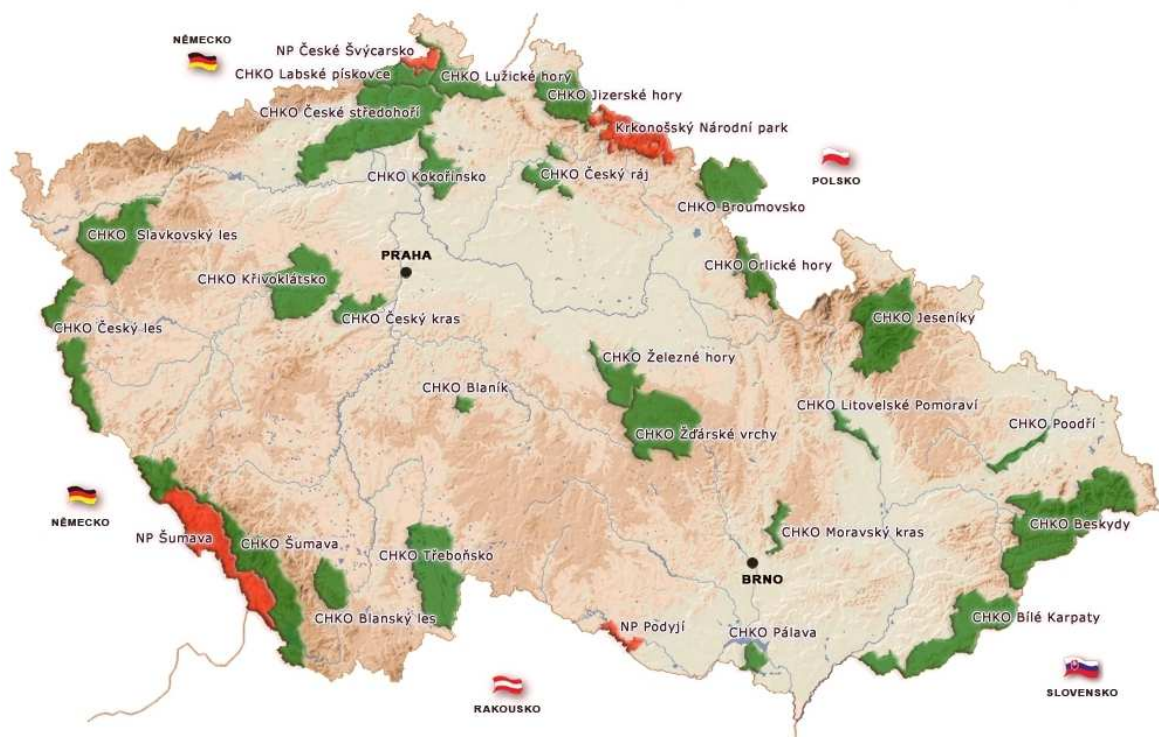 NĚMECKO
NP České Švýcarsko
CHKO Labské pískovce
CHKO Lužické hory
CHKO Jizerské hory
CHKO České středohoří
Krkonošský Národní park
POLSKO
CHKO Kokořínsko
CHKO Český ráj
CHKO Broumovsko
CHKO Slavkovský les
PRAHA
CHKO Křivoklátsko
CHKO Orlické hory
CHKO Český kras
CHKO Jeseníky
CHKO Český les
CHKO Železné hory
CHKO Blaník
CHKO Litovelské Pomoraví
CHKO Poodří
CHKO Žďárské vrchy
NĚMECKO
NP Šumava
CHKO Šumava
CHKO Třeboňsko
CHKO Moravský kras
CHKO Beskydy
BRNO
CHKO Blanský les
CHKO Bílé Karpaty
NP Podyjí
CHKO Pálava
RAKOUSKO
SLOVENSKO